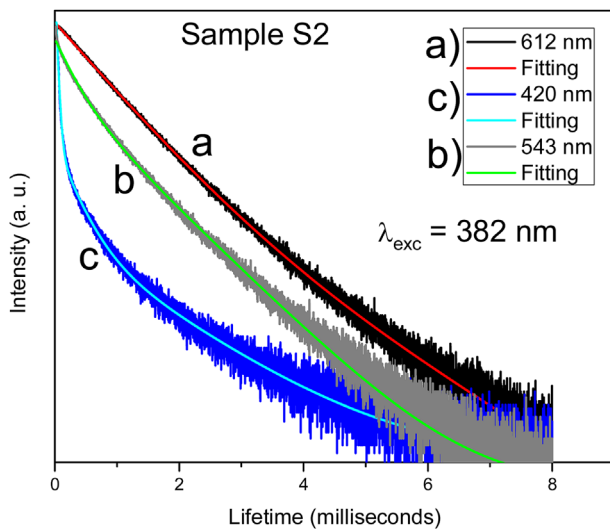 Sample S2
a) 612 nm
Fitting
c) 420 nm
Fitting
b) 543 nm
Fitting
a
b
c
λexc = 382 nm
Intensity (a. u.)
0 2 4 6 8
Lifetime (milliseconds)